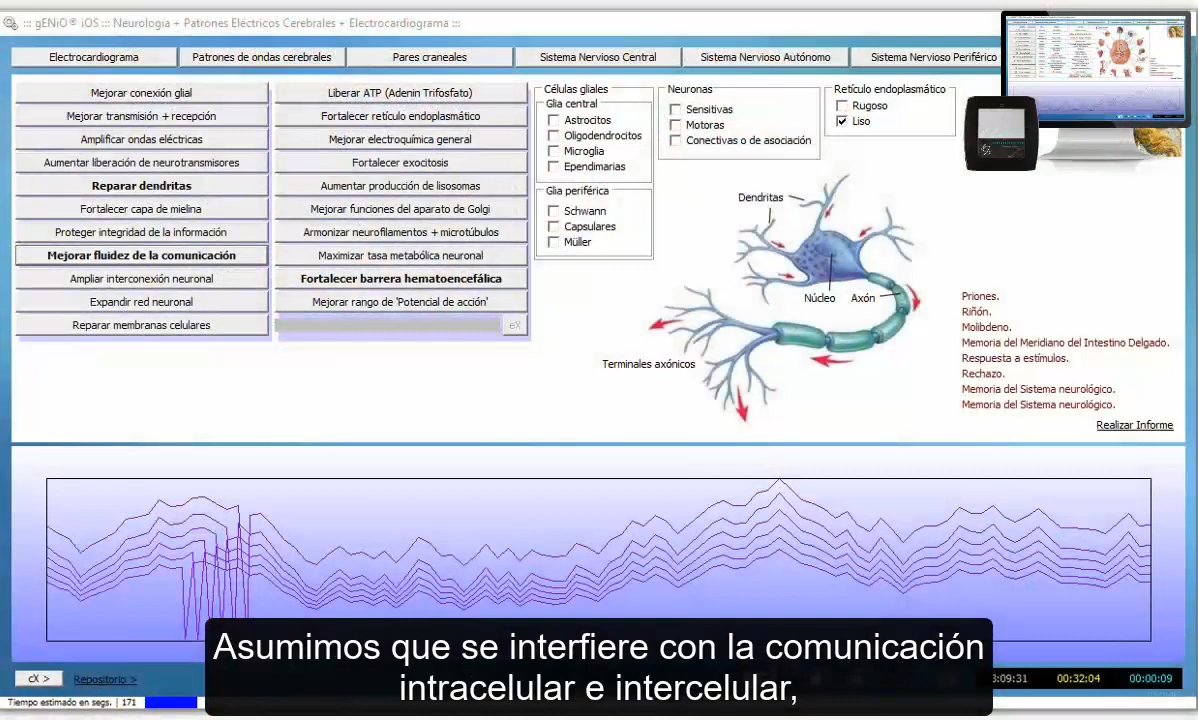 ::: gENiO® iOS ::: Neurología + Patrones Eléctricos Cerebrales + Electrocardiograma :::
Electrocardiograma
Patrones de ondas cerebrales
Pares craneales
Sistema Nervioso Central
Sistema Nervioso Autónomo
Sistema Nervioso Periférico
Mejorar conexión glial
Mejorar transmisión + recepción
Amplificar ondas eléctricas
Aumentar liberación de neurotransmisores
Reparar dendritas
Fortalecer capa de mielina
Proteger integridad de la información
Mejorar fluidez de la comunicación
Ampliar interconexión neuronal
Expandir red neuronal
Reparar membranas celulares
Liberar ATP (Adenin Trifosfato)
Fortalecer retículo endoplasmático
Mejorar electroquímica general
Fortalecer exocitosis
Aumentar producción de lisosomas
Mejorar funciones del aparato de Golgi
Armonizar neurofilamentos + microtúbulos
Maximizar tasa metabólica neuronal
Fortalecer barrera hematoencefálica
Mejorar rango de 'Potencial de acción'
eX
Células gliales
Glia central
Astrocitos
Oligodendrocitos
Microglia
Ependimarias
Glia periférica
Schwann
Capsulares
Müller
Neuronas
Sensitivas
Motoras
Conectivas o de asociación
Retículo endoplasmático
Rugoso
Liso
Dendritas
Núcleo
Axón
Terminales axónicos
Priones.
Riñón.
Molibdeno.
Memoria del Meridiano del Intestino Delgado.
Respuesta a estímulos.
Rechazo.
Memoria del Sistema neurológico.
Memoria del Sistema neurológico.
Realizar Informe
Asumimos que se interfiere con la comunicación
intracelular e intercelular,
cX >
Repositorio >
:09:31
00:32:04
00:00:09
Tiempo estimado en segs. | 171